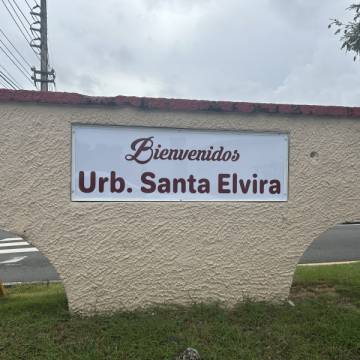 Bienvenidos
Urb. Santa Elvira